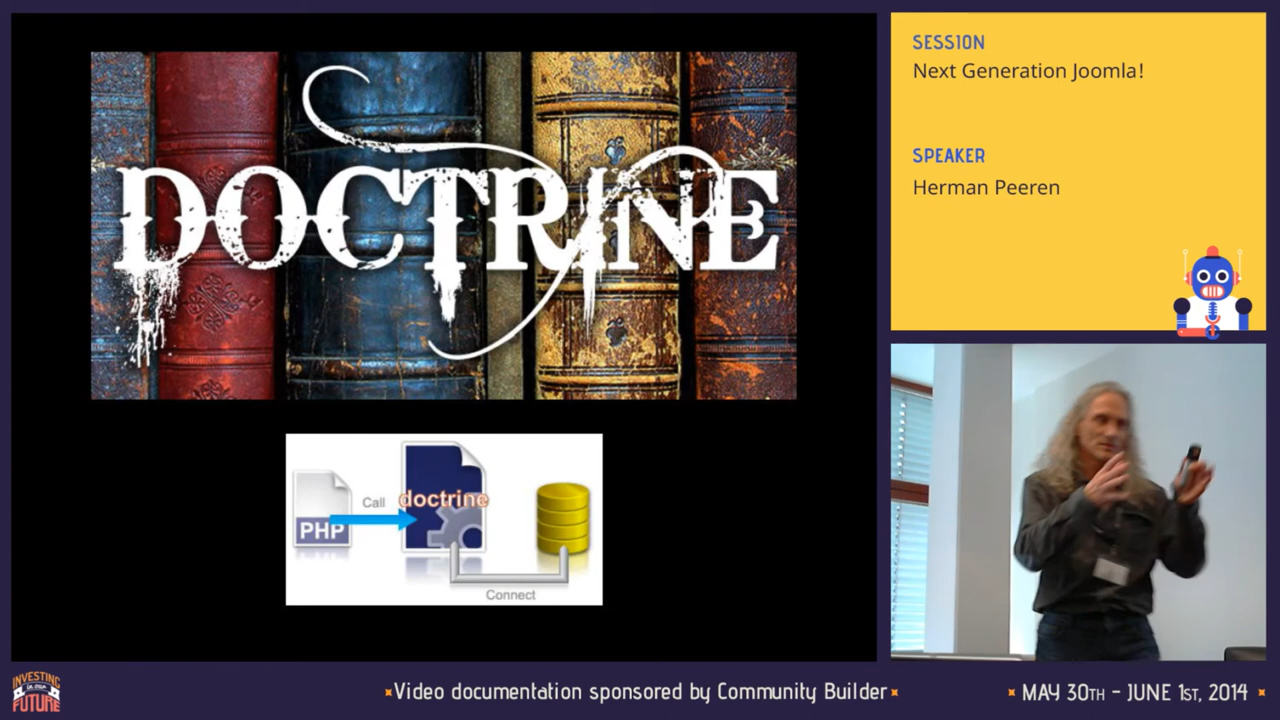 DOCTRINE
PHP
Call
doctrine
Connect
SESSION
Next Generation Joomla!
SPEAKER
Herman Peeren
INVESTING
IN OUR
FUTURE
Video documentation sponsored by Community Builder
MAY 30TH - JUNE 1ST, 2014